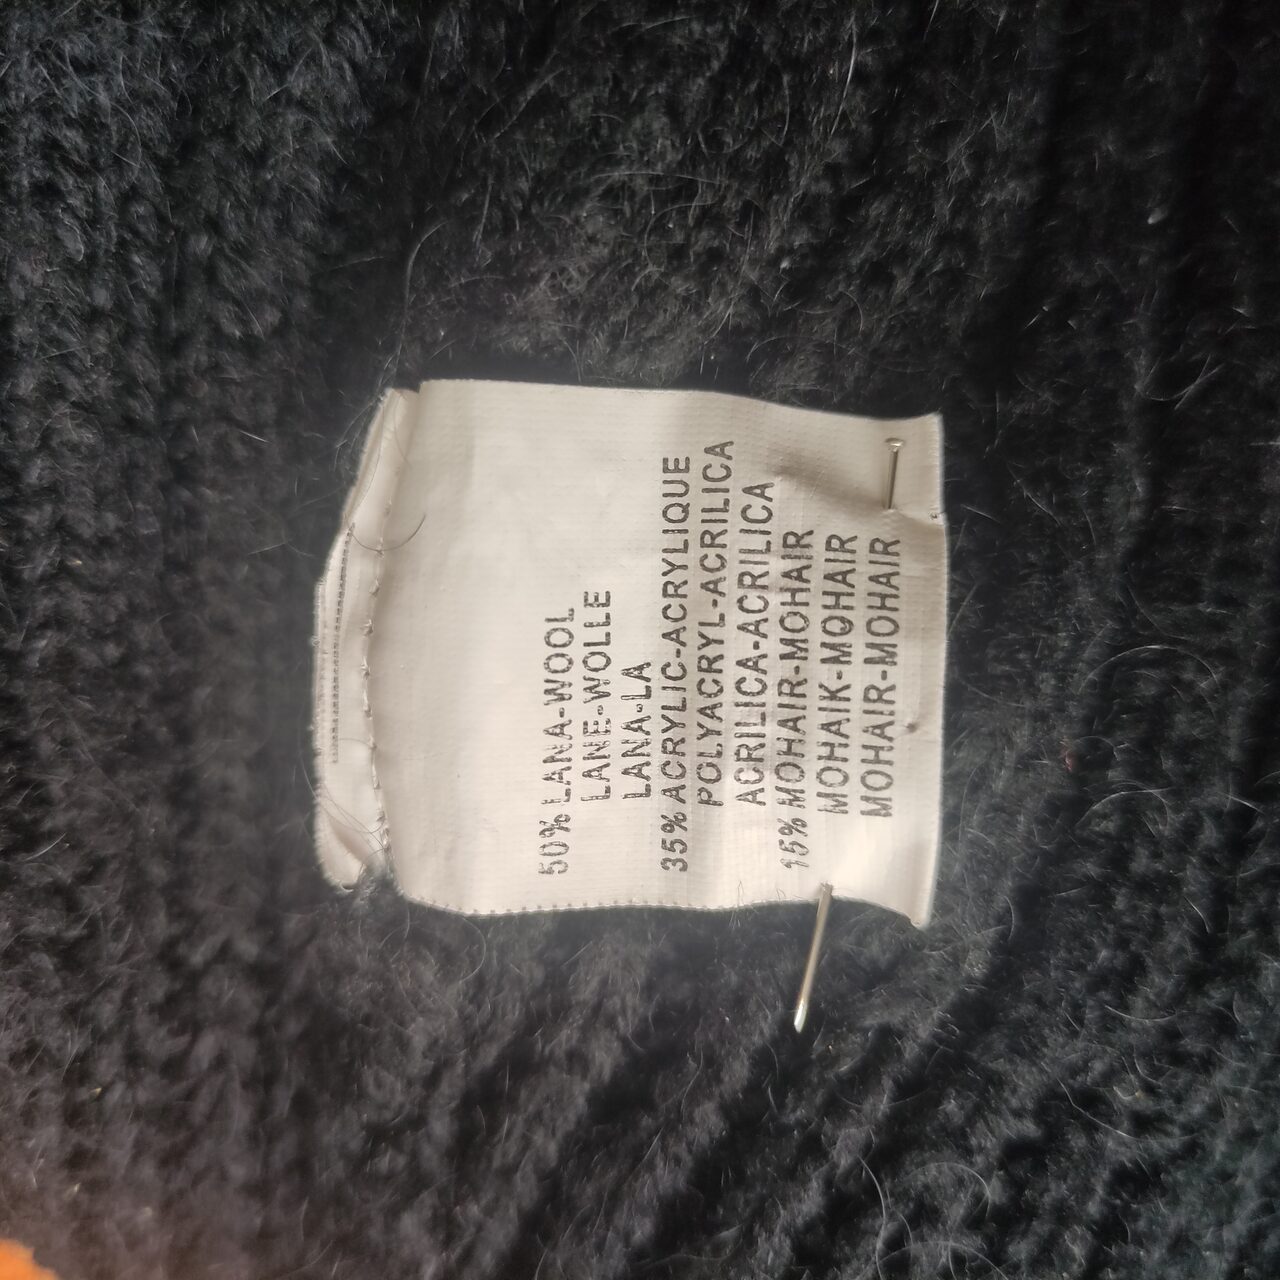 50% LANA-WOOL
LANE-WOLLE
LANA-LA
35% ACRYLIC-ACRYLIQUE
POLYACRYL-ACRILICA
ACRILICA-ACRILICA
15% MOHAIR-MOHAIR
MOHAIK-MOHAIR
MOHAIR-MOHAIR